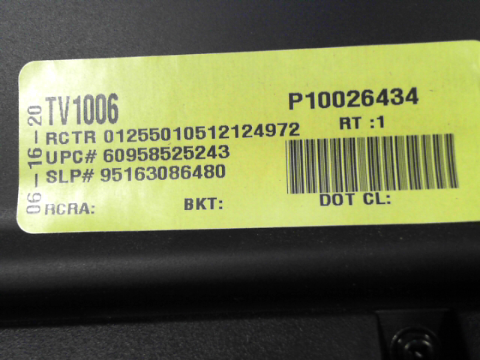 06-16-20
TV1006
P10026434
RCTR 01255010512124972
RT :1
UPC# 60958525243
SLP# 95163086480
RCRA:
BKT:
DOT CL: